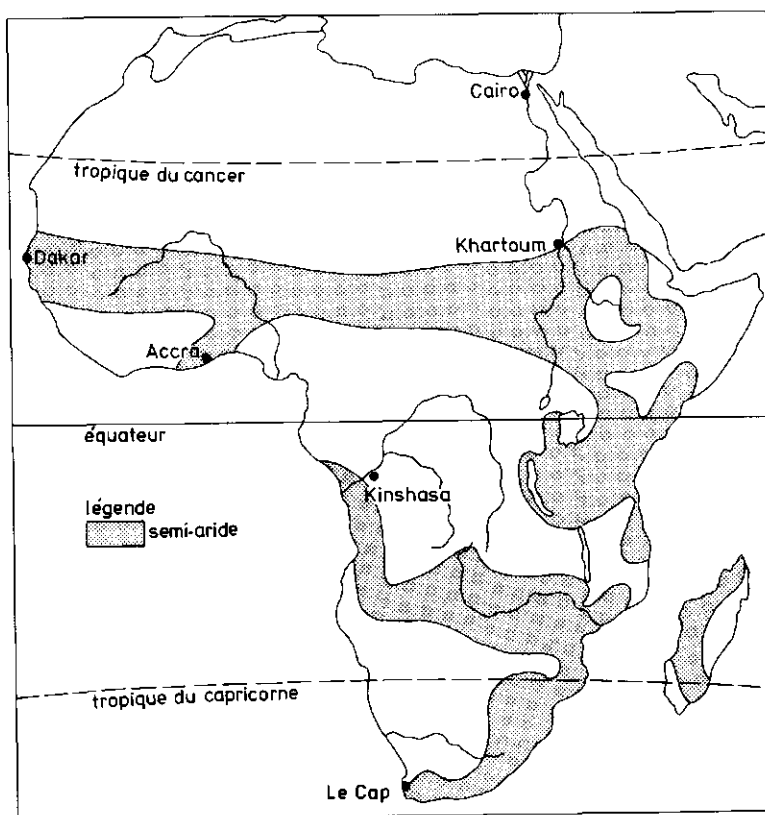 Cairo
tropique du cancer
Khartoum
Dakar
Accra
équateur
Kinshasa
légende
semi-aride
tropique du capricorne
Le Cap